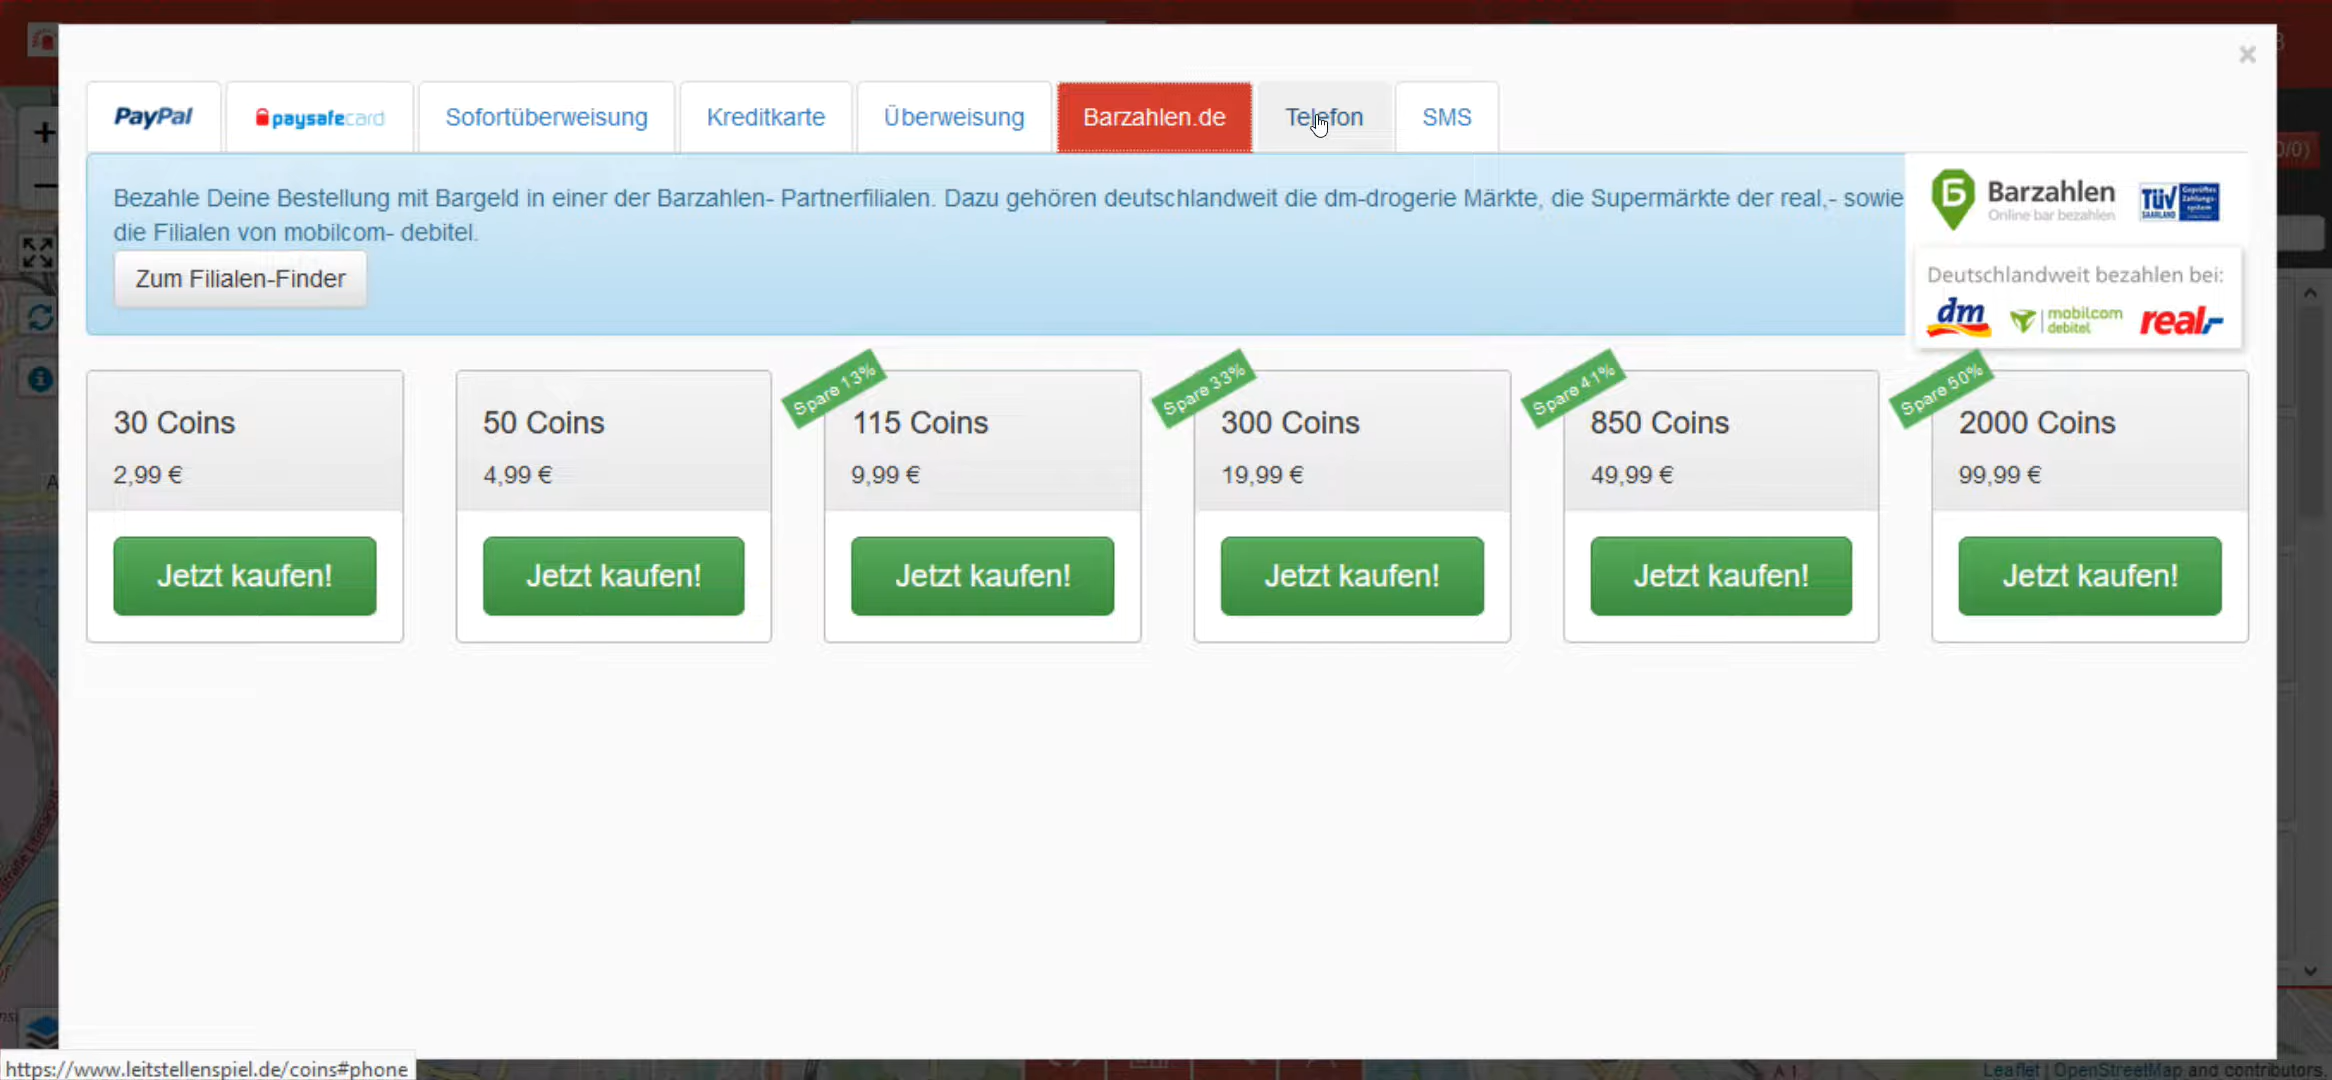 PayPal
paysafecard
Sofortüberweisung
Kreditkarte
Überweisung
Barzahlen.de
Telefon
SMS
Bezahle Deine Bestellung mit Bargeld in einer der Barzahlen- Partnerfilialen. Dazu gehören deutschlandweit die dm-drogerie Märkte, die Supermärkte der real,- sowie
die Filialen von mobilcom- debitel.
Zum Filialen-Finder
Barzahlen
Online bar bezahlen
TÜV
SAARLAND
Geprüftes
Zahlungs-
system
Deutschlandweit bezahlen bei:
dm
mobilcom
debitel
real,-
30 Coins
2,99 €
Jetzt kaufen!
50 Coins
4,99 €
Jetzt kaufen!
Spare 13%
115 Coins
9,99 €
Jetzt kaufen!
Spare 33%
300 Coins
19,99 €
Jetzt kaufen!
Spare 41%
850 Coins
49,99 €
Jetzt kaufen!
Spare 50%
2000 Coins
99,99 €
Jetzt kaufen!
https://www.leitstellenspiel.de/coins#phone
A 1
Leaflet | OpenStreetMap and contributors.